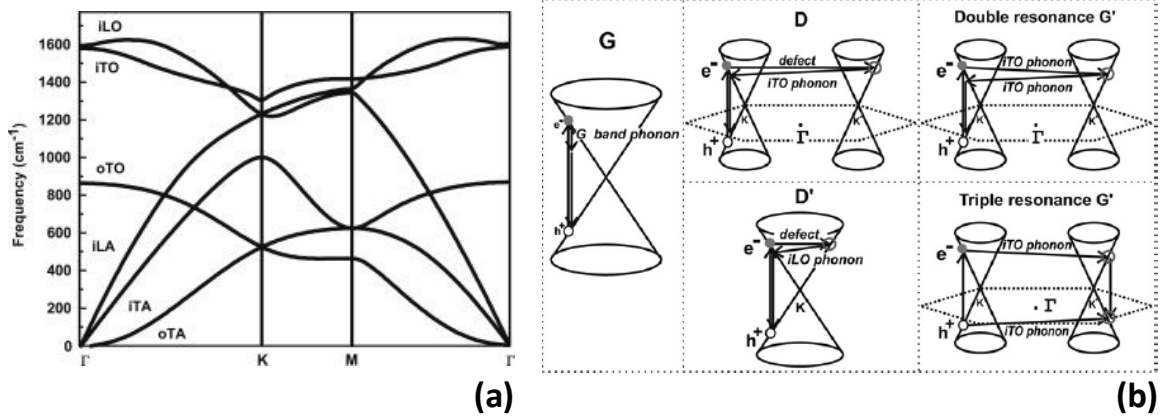 iLO
iTO
oTO
iLA
iTA
oTA
Frequency (cm⁻¹)
1600
1400
1200
1000
800
600
400
200
0
Γ
K
M
Γ
(a)
G
e⁻
G band phonon
h⁺
D
defect
e⁻
iTO phonon
K
Γ
h⁺
Double resonance G'
iTO phonon
e⁻
iTO phonon
K
Γ
h⁺
D'
defect
e⁻
iLO phonon
K
h⁺
Triple resonance G'
iTO phonon
e⁻
K
Γ
h⁺
iTO phonon
(b)